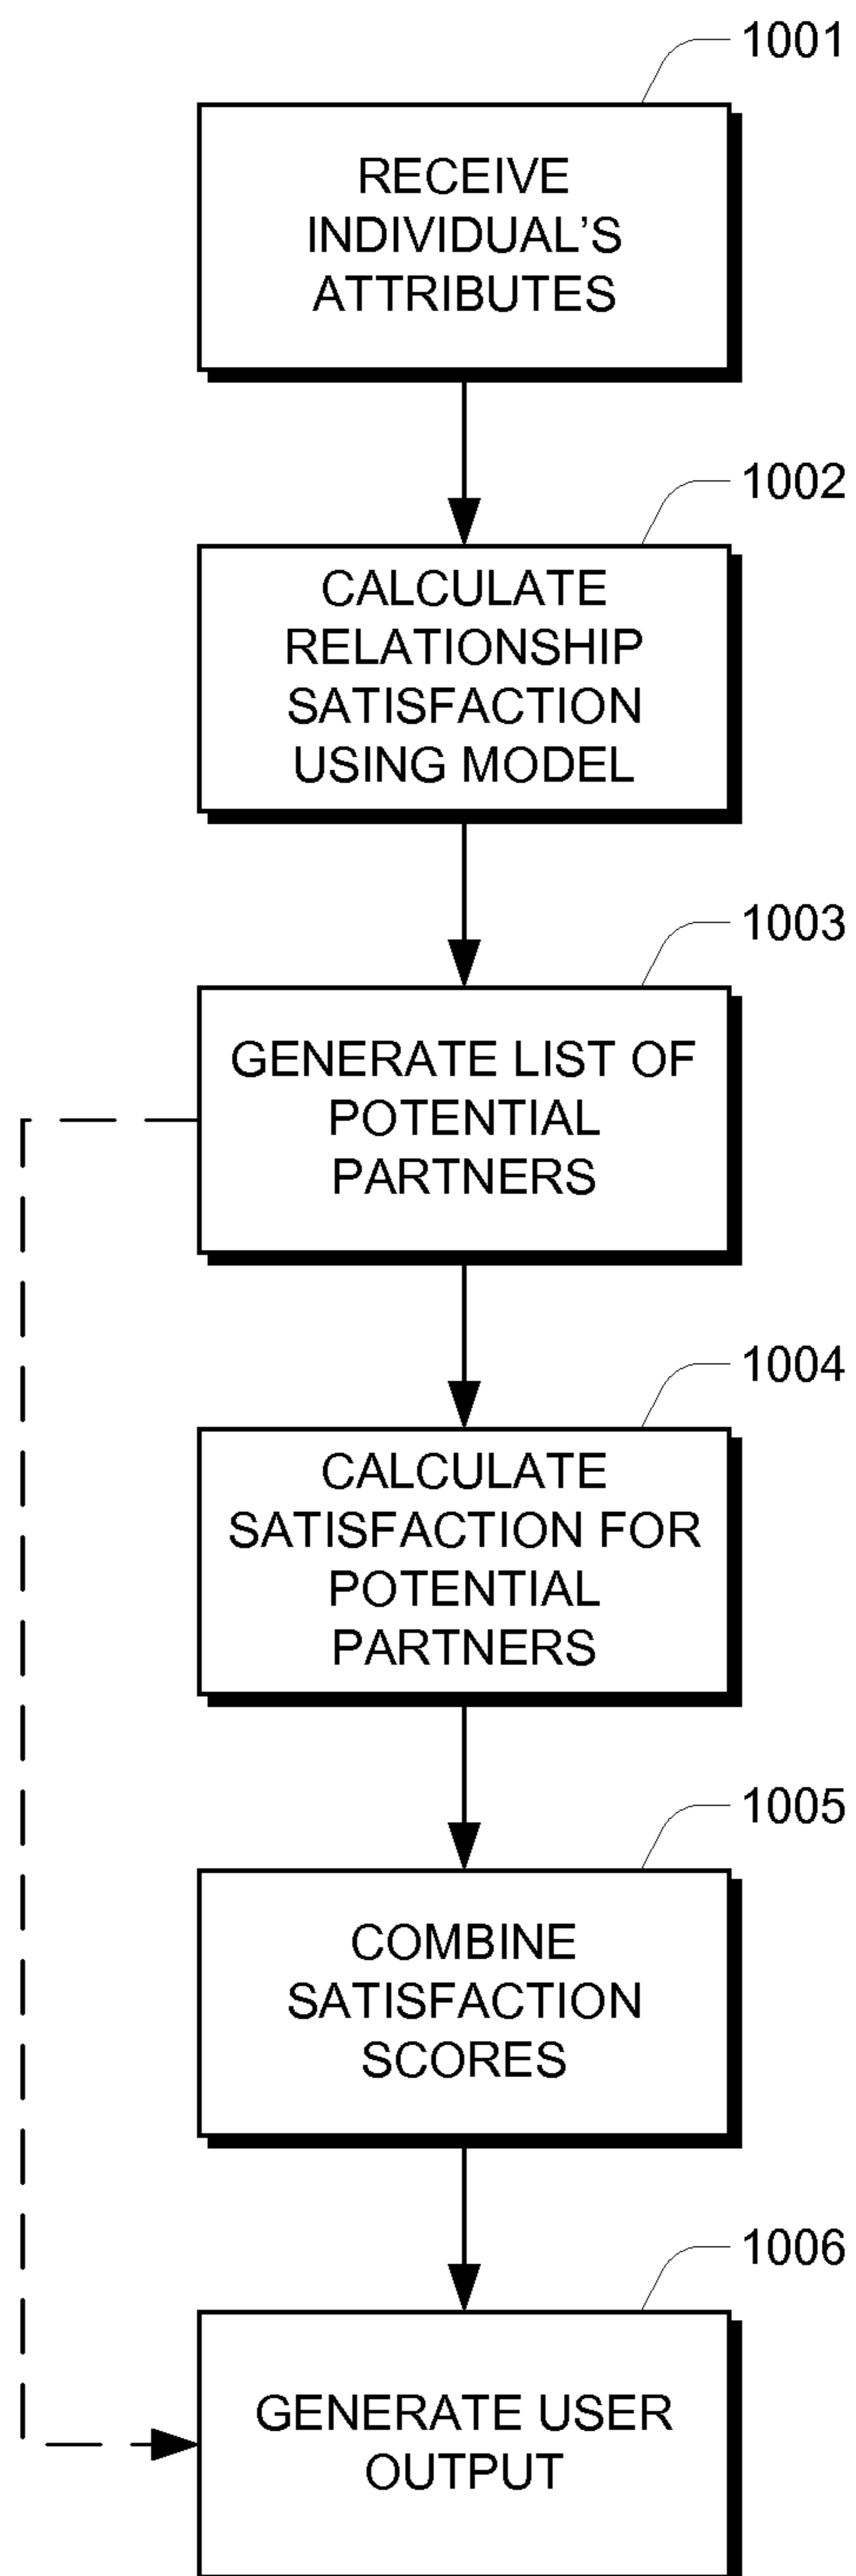 1001
RECEIVE
INDIVIDUAL’S
ATTRIBUTES
1002
CALCULATE
RELATIONSHIP
SATISFACTION
USING MODEL
1003
GENERATE LIST OF
POTENTIAL
PARTNERS
1004
CALCULATE
SATISFACTION FOR
POTENTIAL
PARTNERS
1005
COMBINE
SATISFACTION
SCORES
1006
GENERATE USER
OUTPUT